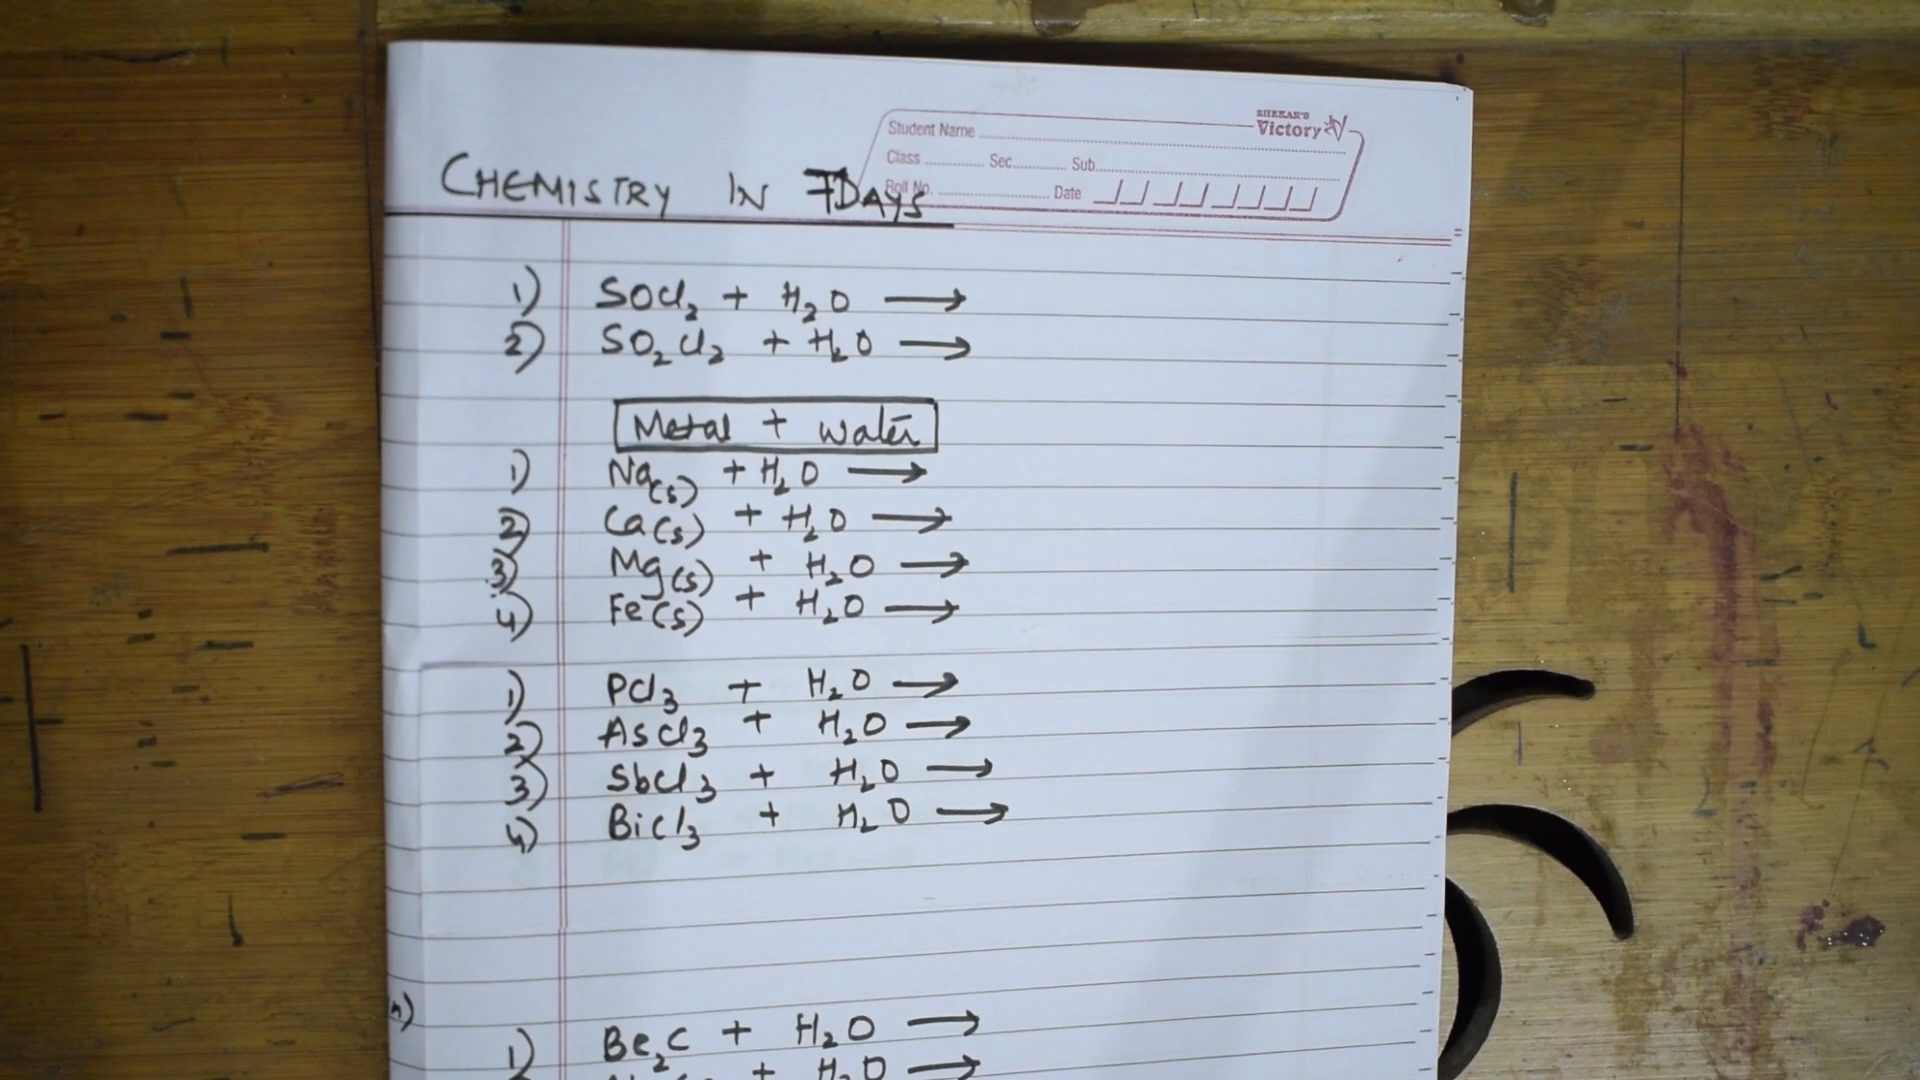 SHEKAR'S
Victory
Student Name
Class Sec. Sub.
Roll No. Date
CHEMISTRY IN 7DAYS
1) SOCl₂ + H₂O ⟶
2) SO₂Cl₂ + H₂O ⟶
Metal + water
1) Na(s) + H₂O ⟶
2) Ca(s) + H₂O ⟶
3) Mg(s) + H₂O ⟶
4) Fe(s) + H₂O ⟶
1) PCl₃ + H₂O ⟶
2) AsCl₃ + H₂O ⟶
3) SbCl₃ + H₂O ⟶
4) BiCl₃ + H₂O ⟶
1) Be₂C + H₂O ⟶
+ H₂O ⟶